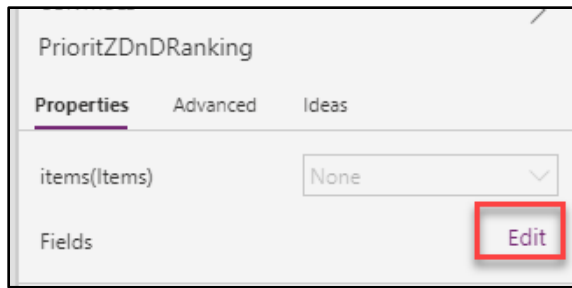 PrioritZDnDRanking
Properties Advanced Ideas
items(Items) None
Fields Edit